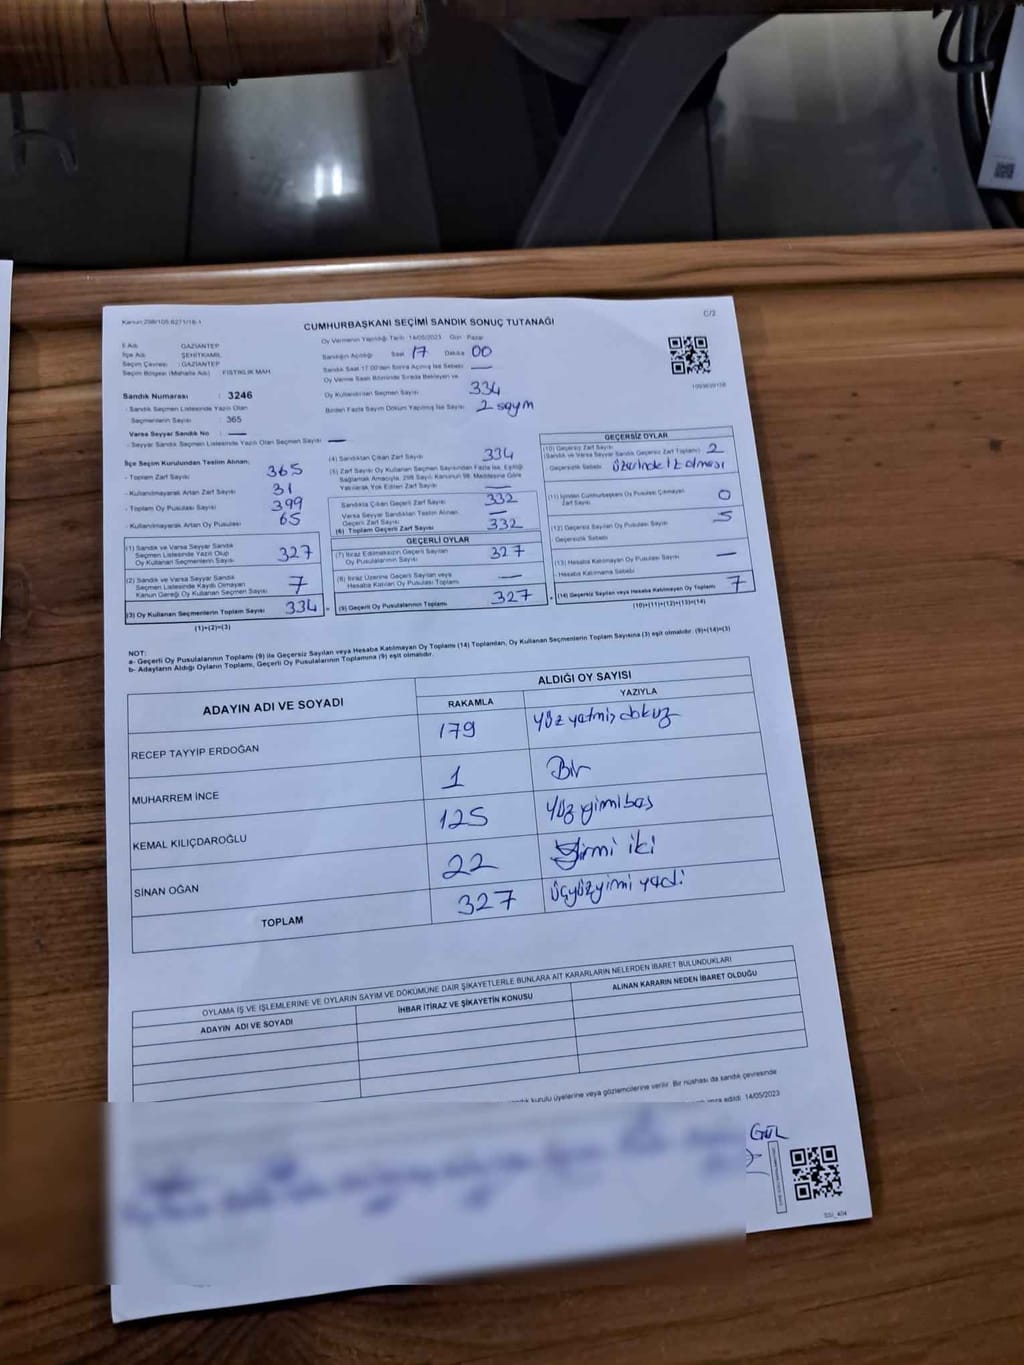 Kanun:298/105.6271/16-1
C/2
CUMHURBAŞKANI SEÇİMİ SANDIK SONUÇ TUTANAĞI
İl Adı: GAZİANTEP
İlçe Adı: ŞEHİTKAMİL
Seçim Çevresi : GAZİANTEP
Seçim Bölgesi (Mahalle Adı) : FISTIKLIK MAH.
Sandık Numarası : 3246
- Sandık Seçmen Listesinde Yazılı Olan
Seçmenlerin Sayısı : 365
Varsa Seyyar Sandık No : —
- Seyyar Sandık Seçmen Listesinde Yazılı Olan Seçmen Sayısı : —
Oy Vermenin Yapıldığı Tarih: 14/05/2023 Gün: Pazar
Sandığın Açıldığı Saat 17 Dakika 00
Sandık Saat 17:00'den Sonra Açılmış İse Sebebi: —
Oy Verme Saati Bitiminde Sırada Bekleyen ve
Oy Kullandırılan Seçmen Sayısı: 334
Birden Fazla Sayım Döküm Yapılmış İse Sayısı: 2 sayım
İlçe Seçim Kurulundan Teslim Alınan;
- Toplam Zarf Sayısı : 365
- Kullanılmayarak Artan Zarf Sayısı : 31
- Toplam Oy Pusulası Sayısı : 399
- Kullanılmayarak Artan Oy Pusulası : 65
(1) Sandık ve Varsa Seyyar Sandık
Seçmen Listesinde Yazılı Olup
Oy Kullanan Seçmenlerin Sayısı : 327
(2) Sandık ve Varsa Seyyar Sandık
Seçmen Listesinde Kaydı Olmayan
Kanun Gereği Oy Kullanan Seçmen Sayısı : 7
(3) Oy Kullanan Seçmenlerin Toplam Sayısı : 334
(1)+(2)=(3)
(4) Sandıktan Çıkan Zarf Sayısı : 334
(5) Zarf Sayısı Oy Kullanan Seçmen Sayısından Fazla İse, Eşitliği
Sağlamak Amacıyla, 298 Sayılı Kanunun 98. Maddesine Göre
Yakılarak Yok Edilen Zarf Sayısı : —
Sandıkta Çıkan Geçerli Zarf Sayısı : 332
Varsa Seyyar Sandıktan Teslim Alınan
Geçerli Zarf Sayısı : —
(6) Toplam Geçerli Zarf Sayısı : 332
GEÇERLİ OYLAR
(7) İtiraz Edilmeksizin Geçerli Sayılan
Oy Pusulasının Sayısı : 327
(8) İtiraz Üzerine Geçerli Sayılan veya
Hesaba Katılan Oy Pusulası Toplamı : —
(9) Geçerli Oy Pusulalarının Toplamı : 327
GEÇERSİZ OYLAR
(10) Geçersiz Zarf Sayısı
(Sandık ve Varsa Seyyar Sandık Geçersiz Zarf Toplamı) : 2
- Geçersizlik Sebebi : üzerinde iz olması
(11) İçinden Cumhurbaşkanı Oy Pusulası Çıkmayan
Zarf Sayısı : 0
(12) Geçersiz Sayılan Oy Pusulası Sayısı : 5
Geçersizlik Sebebi :
(13) Hesaba Katılmayan Oy Pusulası Sayısı : —
- Hesaba Katılmama Sebebi
(14) Geçersiz Sayılan veya Hesaba Katılmayan Oy Toplamı : 7
(10)+(11)+(12)+(13)=(14)
NOT:
a- Geçerli Oy Pusulalarının Toplamı (9) ile Geçersiz Sayılan veya Hesaba Katılmayan Oy Toplamı (14) Toplamları, Oy Kullanan Seçmenlerin Toplam Sayısına (3) eşit olmalıdır. (9)+(14)=(3)
b- Adayların Aldığı Oyların Toplamı, Geçerli Oy Pusulalarının Toplamına (9) eşit olmalıdır.
ADAYIN ADI VE SOYADI
ALDIĞI OY SAYISI
RAKAMLA YAZIYLA
RECEP TAYYİP ERDOĞAN 179 yüz yetmiş dokuz
MUHARREM İNCE 1 Bir
KEMAL KILIÇDAROĞLU 125 yüz yirmi beş
SİNAN OĞAN 22 yirmi iki
TOPLAM 327 üçyüzyirmi yedi
OYLAMA İŞ VE İŞLEMLERİNE VE OYLARIN SAYIM VE DÖKÜMÜNE DAİR ŞİKAYETLERLE BUNLARA AİT KARARLARIN NELERDEN İBARET BULUNDUKLARI
ADAYIN ADI VE SOYADI
İHBAR İTİRAZ VE ŞİKAYETİN KONUSU
ALINAN KARARIN NEDEN İBARET OLDUĞU
kurulu üyelerine veya gözlemcilerine verilir. Bir nüshası da sandık çevresinde
edildi. 14/05/2023
GÜL
SSI_404